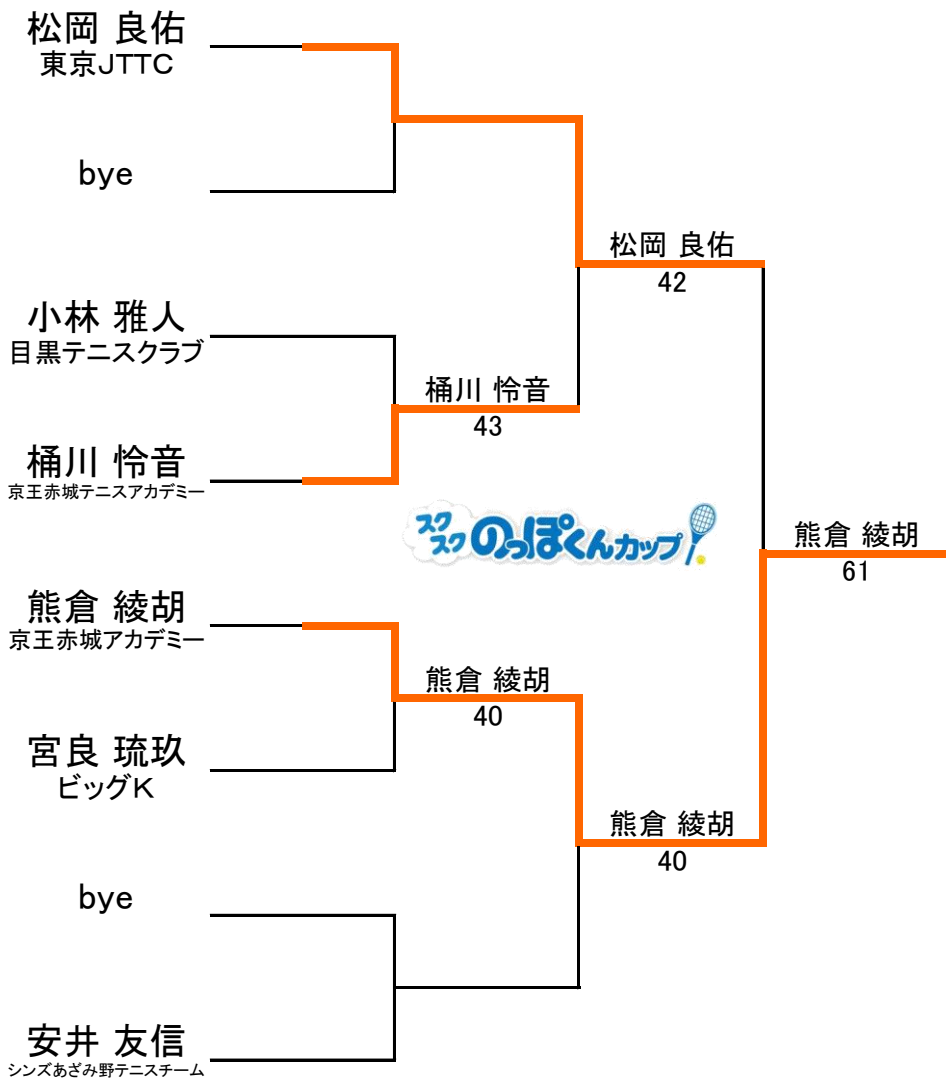 松岡 良佑
東京JTTC
bye
松岡 良佑
42
小林 雅人
目黒テニスクラブ
桶川 怜音
43
桶川 怜音
京王赤城テニスアカデミー
スクスクのっぽくんカップ
熊倉 綾胡
61
熊倉 綾胡
京王赤城アカデミー
熊倉 綾胡
40
宮良 琉玖
ビッグK
熊倉 綾胡
40
bye
安井 友信
シンズあざみ野テニスチーム